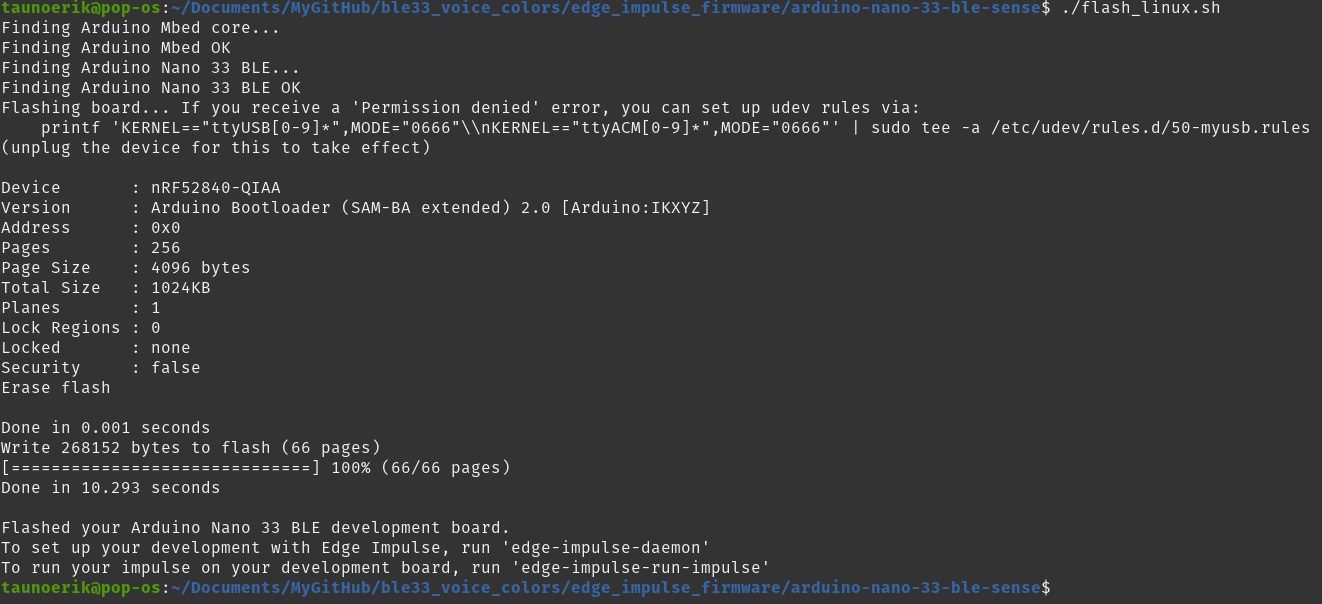 taunoerik@pop-os:~/Documents/MyGitHub/ble33_voice_colors/edge_impulse_firmware/arduino-nano-33-ble-sense$ ./flash_linux.sh
Finding Arduino Mbed core...
Finding Arduino Mbed OK
Finding Arduino Nano 33 BLE...
Finding Arduino Nano 33 BLE OK
Flashing board... If you receive a 'Permission denied' error, you can set up udev rules via:
    printf 'KERNEL=="ttyUSB[0-9]*",MODE="0666"\\nKERNEL=="ttyACM[0-9]*",MODE="0666"' | sudo tee -a /etc/udev/rules.d/50-myusb.rules
(unplug the device for this to take effect)
Device       : nRF52840-QIAA
Version      : Arduino Bootloader (SAM-BA extended) 2.0 [Arduino:IKXYZ]
Address      : 0x0
Pages        : 256
Page Size    : 4096 bytes
Total Size   : 1024KB
Planes       : 1
Lock Regions : 0
Locked       : none
Security     : false
Erase flash
Done in 0.001 seconds
Write 268152 bytes to flash (66 pages)
[==============================] 100% (66/66 pages)
Done in 10.293 seconds
Flashed your Arduino Nano 33 BLE development board.
To set up your development with Edge Impulse, run 'edge-impulse-daemon'
To run your impulse on your development board, run 'edge-impulse-run-impulse'
taunoerik@pop-os:~/Documents/MyGitHub/ble33_voice_colors/edge_impulse_firmware/arduino-nano-33-ble-sense$